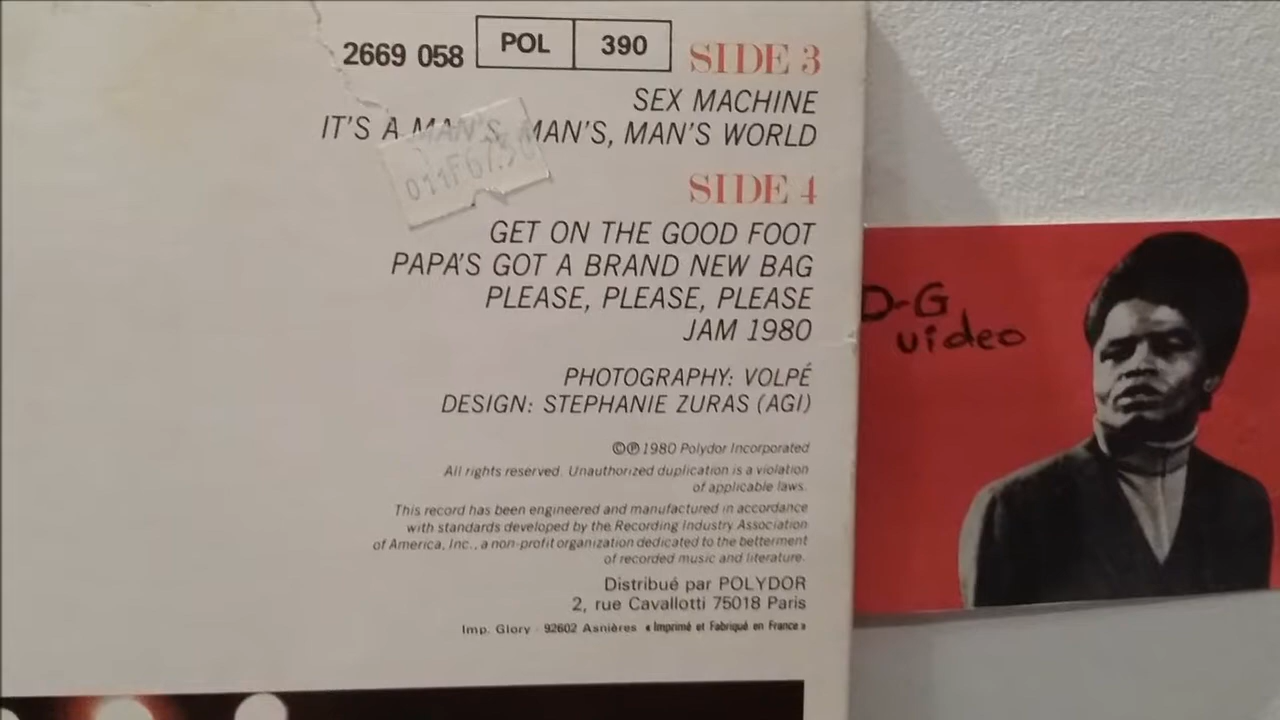 2669 058 POL 390 SIDE 3
SEX MACHINE
IT'S A MAN'S, MAN'S, MAN'S WORLD
SIDE 4
GET ON THE GOOD FOOT
PAPA'S GOT A BRAND NEW BAG
PLEASE, PLEASE, PLEASE
JAM 1980
PHOTOGRAPHY: VOLPÉ
DESIGN: STEPHANIE ZURAS (AGI)
©℗ 1980 Polydor Incorporated
All rights reserved. Unauthorized duplication is a violation
of applicable laws.
This record has been engineered and manufactured in accordance
with standards developed by the Recording Industry Association
of America, Inc., a non-profit organization dedicated to the betterment
of recorded music and literature.
Distribué par POLYDOR
2, rue Cavallotti 75018 Paris
Imp. Glory - 92602 Asnières « Imprimé et Fabriqué en France »
D-G
video